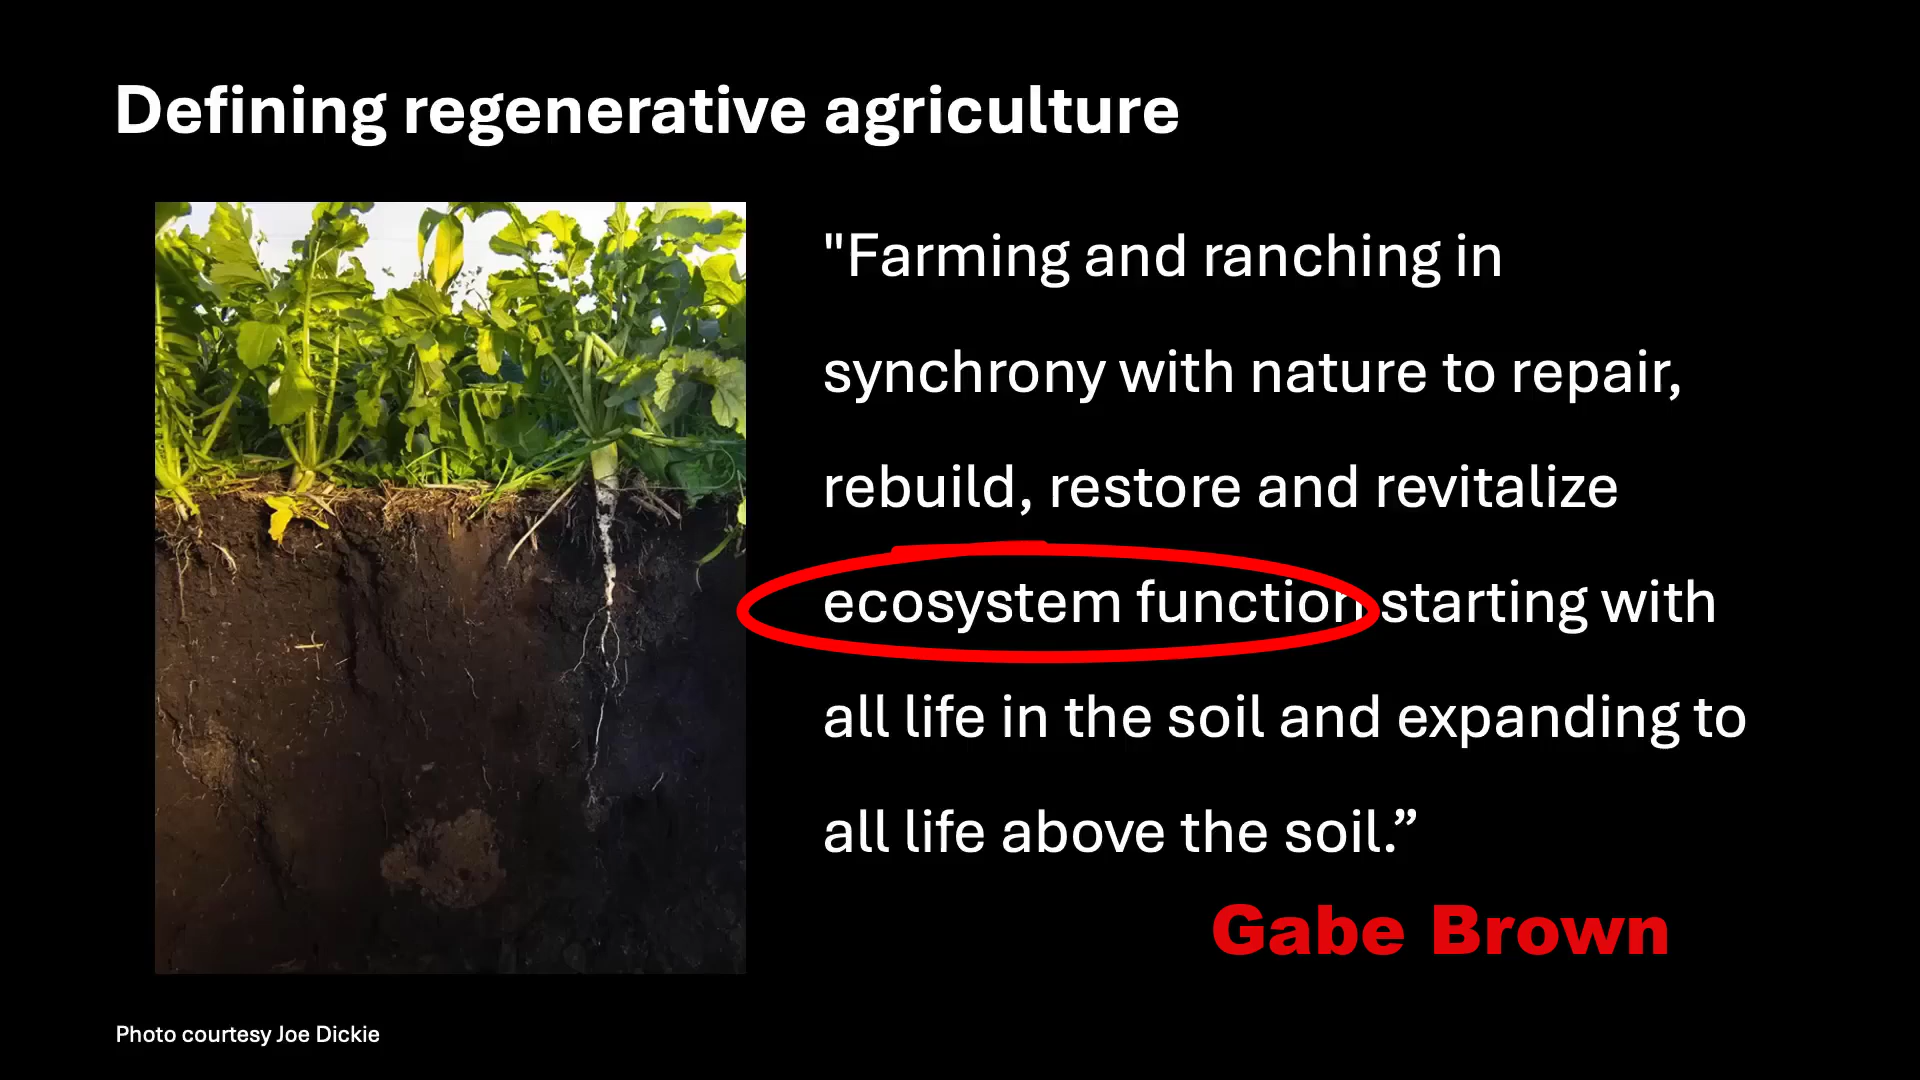 Defining regenerative agriculture
"Farming and ranching in
synchrony with nature to repair,
rebuild, restore and revitalize
ecosystem function starting with
all life in the soil and expanding to
all life above the soil.”
Gabe Brown
Photo courtesy Joe Dickie